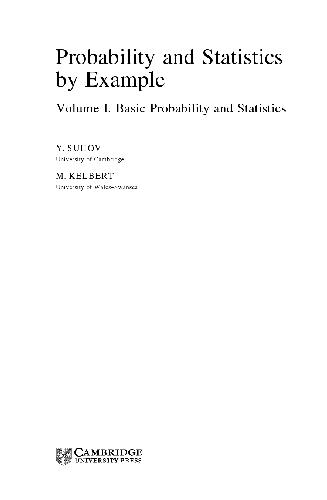 Probability and Statistics
by Example
Volume I. Basic Probability and Statistics
Y. SUHOV
University of Cambridge
M. KELBERT
University of Wales–Swansea
CAMBRIDGE
UNIVERSITY PRESS